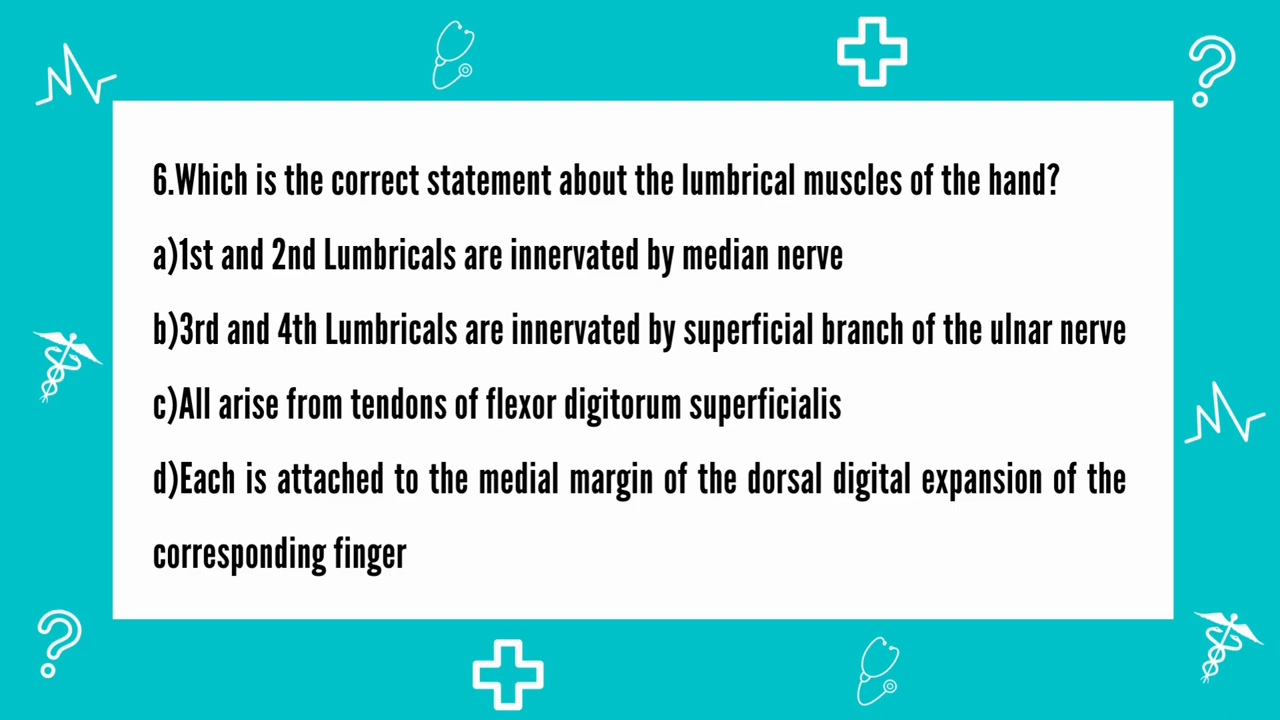 6.Which is the correct statement about the lumbrical muscles of the hand?
a)1st and 2nd Lumbricals are innervated by median nerve
b)3rd and 4th Lumbricals are innervated by superficial branch of the ulnar nerve
c)All arise from tendons of flexor digitorum superficialis
d)Each is attached to the medial margin of the dorsal digital expansion of the
corresponding finger